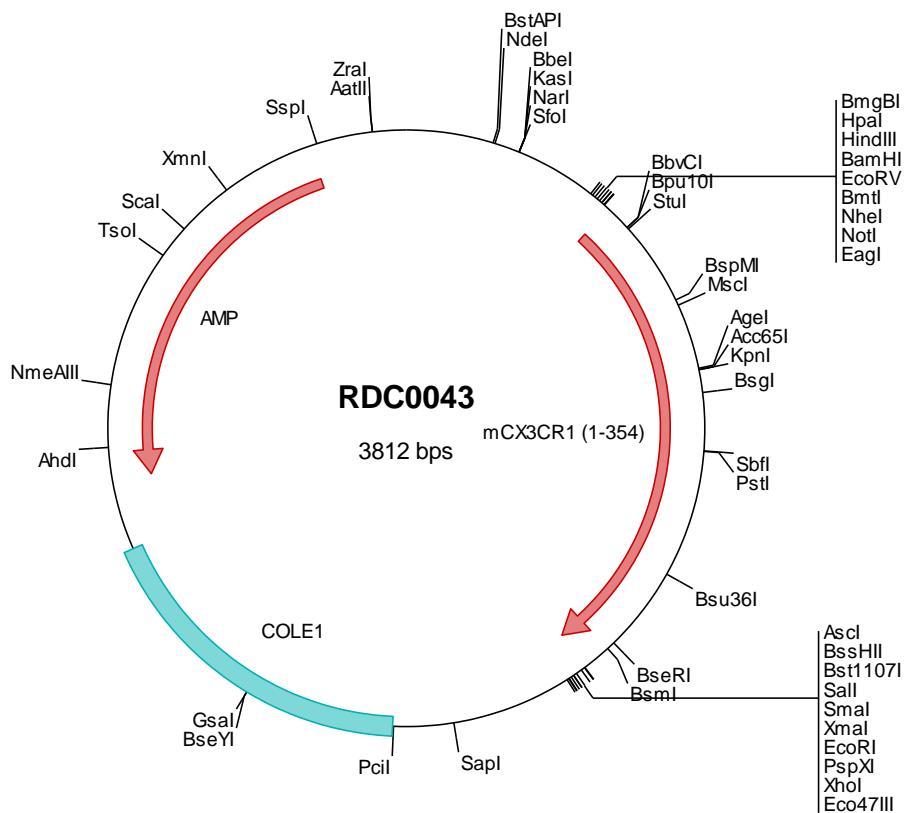 BstAPI
NdeI
BbeI
KasI
NarI
SfoI
ZraI
AatII
SspI
XmnI
ScaI
TsoI
NmeAIII
AhdI
BmgBI
HpaI
HindIII
BamHI
EcoRV
BmtI
NheI
NotI
EagI
BbvCI
Bpu10I
StuI
BspMI
MscI
AgeI
Acc65I
KpnI
BsgI
AMP
RDC0043
3812 bps
mCX3CR1 (1-354)
SbfI
PstI
Bsu36I
COLE1
BseRI
BsmI
AscI
BssHII
Bst1107I
SalI
SmaI
XmaI
EcoRI
PspXI
XhoI
Eco47III
GsaI
BseYI
PciI
SapI